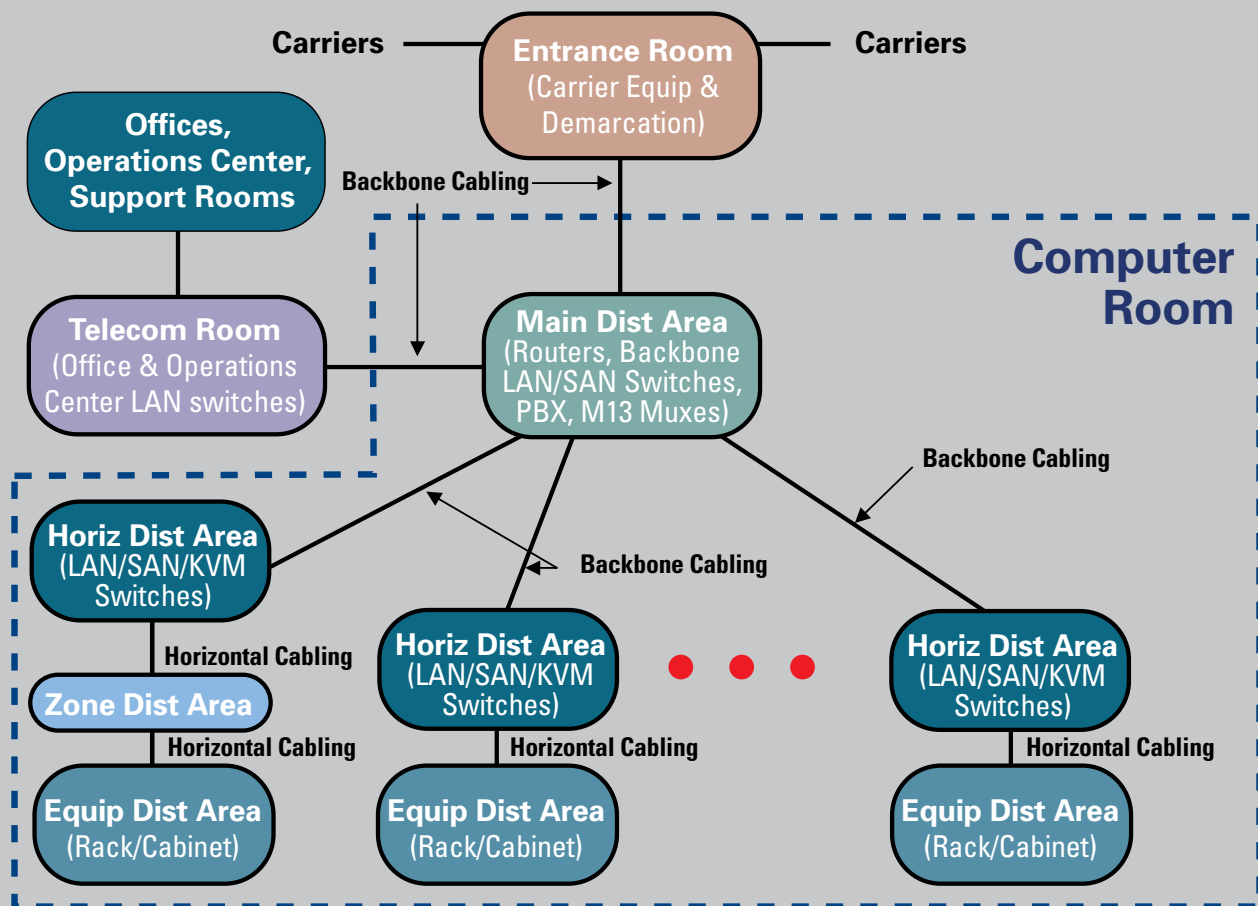 Carriers
Entrance Room
(Carrier Equip &
Demarcation)
Carriers
Offices,
Operations Center,
Support Rooms
Backbone Cabling
Computer
Room
Telecom Room
(Office & Operations
Center LAN switches)
Main Dist Area
(Routers, Backbone
LAN/SAN Switches,
PBX, M13 Muxes)
Backbone Cabling
Horiz Dist Area
(LAN/SAN/KVM
Switches)
Backbone Cabling
Horizontal Cabling
Horiz Dist Area
(LAN/SAN/KVM
Switches)
Horiz Dist Area
(LAN/SAN/KVM
Switches)
Zone Dist Area
Horizontal Cabling
Horizontal Cabling
Horizontal Cabling
Equip Dist Area
(Rack/Cabinet)
Equip Dist Area
(Rack/Cabinet)
Equip Dist Area
(Rack/Cabinet)